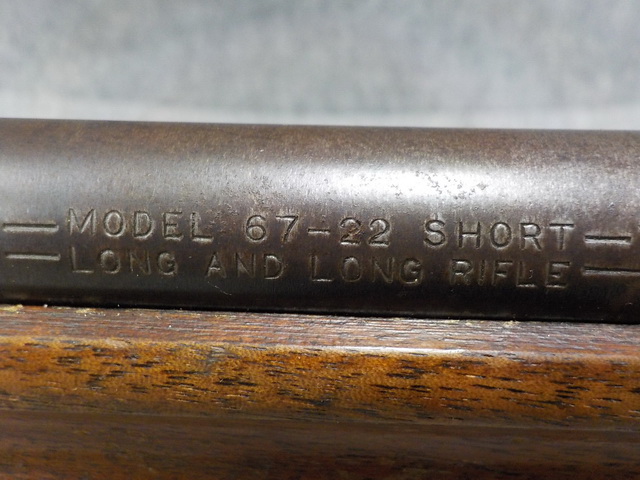 — MODEL 67-22 SHORT —
— LONG AND LONG RIFLE —